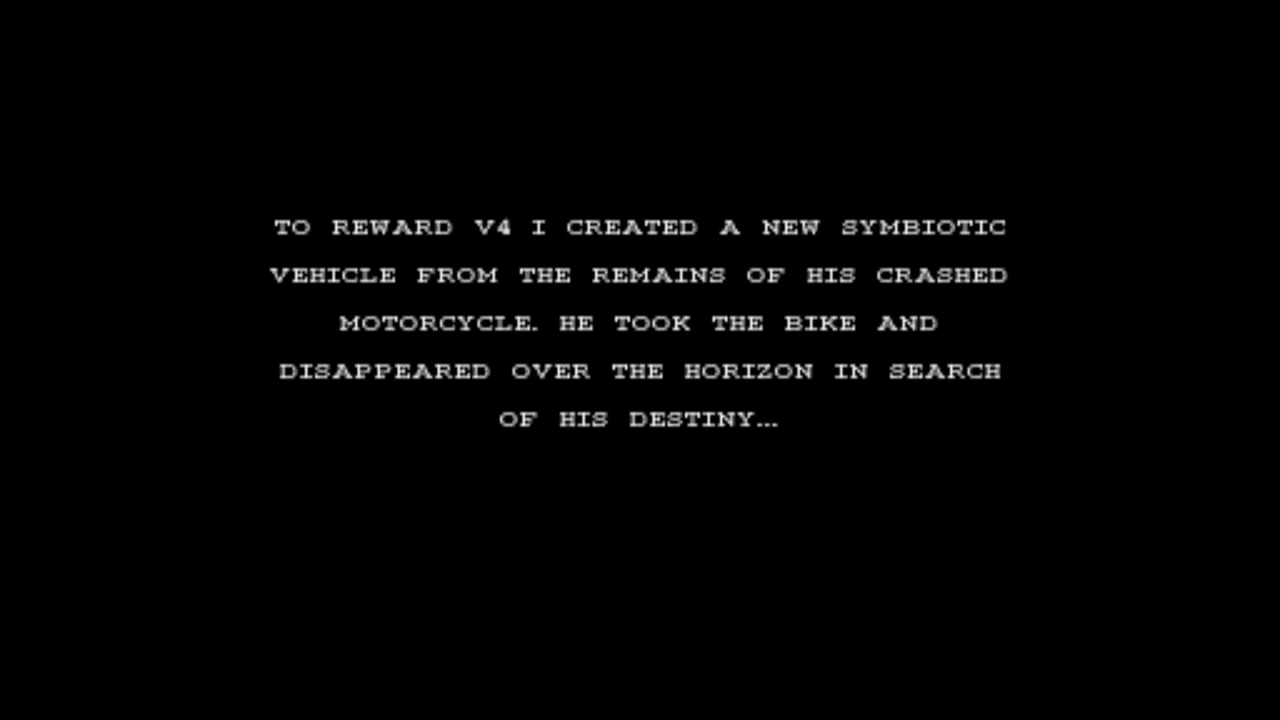 TO REWARD V4 I CREATED A NEW SYMBIOTIC
VEHICLE FROM THE REMAINS OF HIS CRASHED
MOTORCYCLE. HE TOOK THE BIKE AND
DISAPPEARED OVER THE HORIZON IN SEARCH
OF HIS DESTINY...